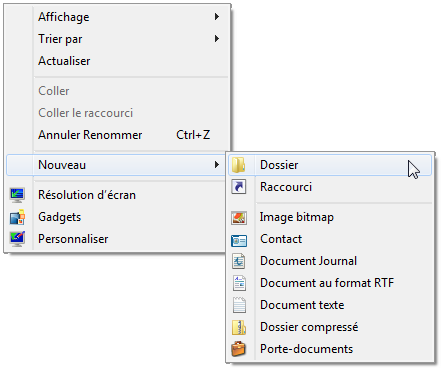 Affichage
Trier par
Actualiser
Coller
Coller le raccourci
Annuler Renommer Ctrl+Z
Nouveau
Résolution d'écran
Gadgets
Personnaliser
Dossier
Raccourci
Image bitmap
Contact
Document Journal
Document au format RTF
Document texte
Dossier compressé
Porte-documents